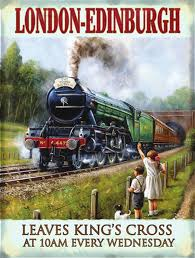 LONDON-EDINBURGH
LEAVES KING'S CROSS
AT 10AM EVERY WEDNESDAY